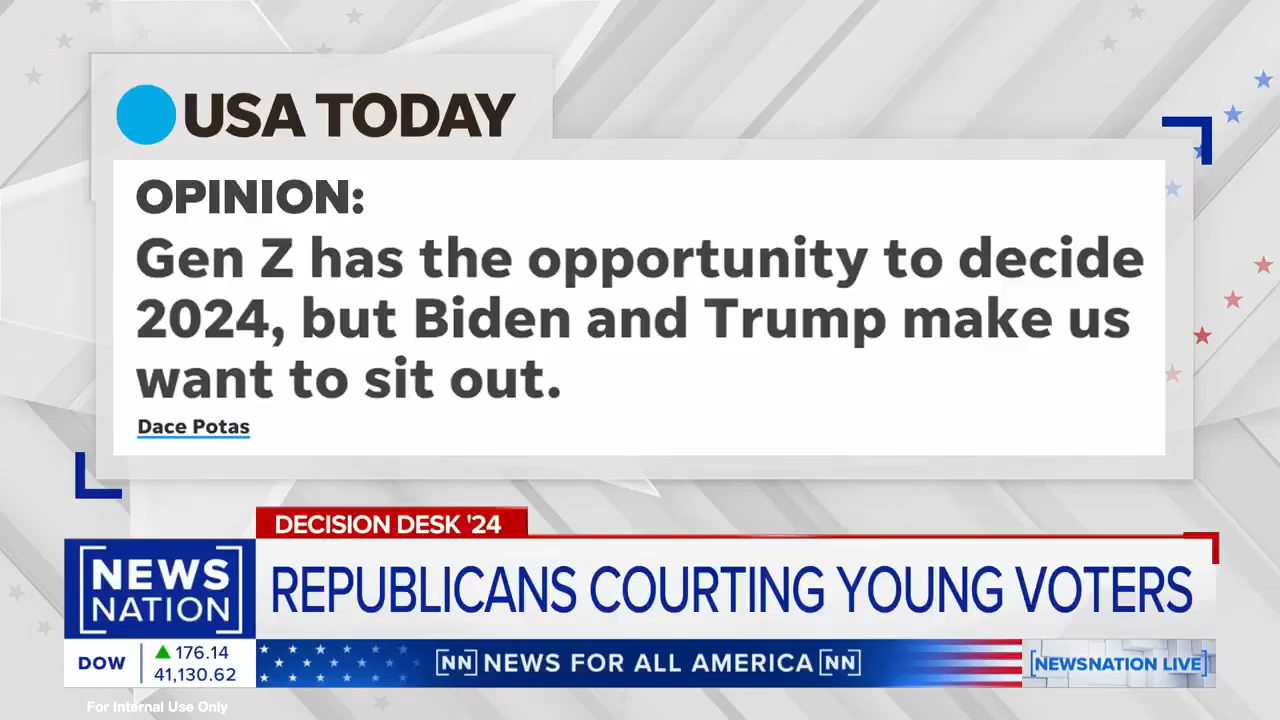 USA TODAY
OPINION:
Gen Z has the opportunity to decide
2024, but Biden and Trump make us
want to sit out.
Dace Potas
DECISION DESK '24
NEWS
NATION
REPUBLICANS COURTING YOUNG VOTERS
DOW
176.14
41,130.62
NN NEWS FOR ALL AMERICA NN
NEWSNATION LIVE
For Internal Use Only